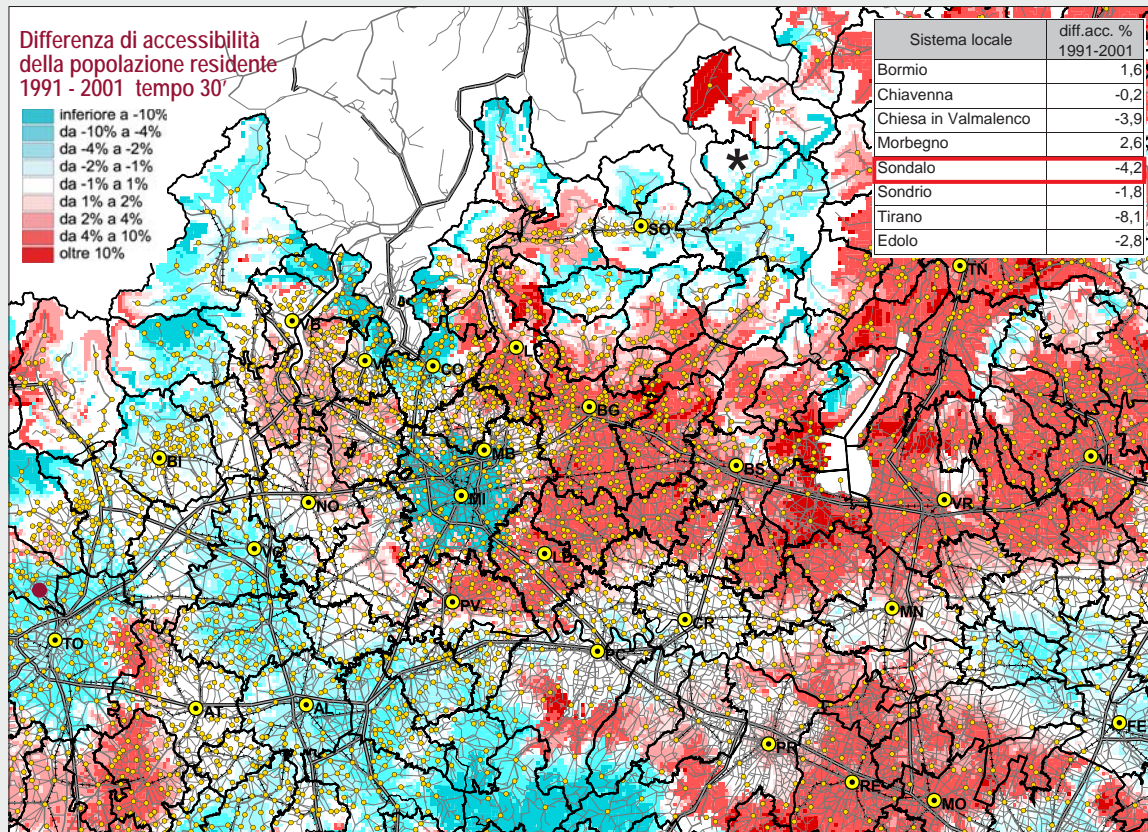 Differenza di accessibilità
della popolazione residente
1991 - 2001 tempo 30'
inferiore a -10%
da -10% a -4%
da -4% a -2%
da -2% a -1%
da -1% a 1%
da 1% a 2%
da 2% a 4%
da 4% a 10%
oltre 10%
Sistema locale diff.acc. % 1991-2001
Bormio 1,6
Chiavenna -0,2
Chiesa in Valmalenco -3,9
Morbegno 2,6
Sondalo -4,2
Sondrio -1,8
Tirano -8,1
Edolo -2,8
*
SO
TN
VB
VA
CO
LC
BG
BI
MB
BS
VI
MI
NO
VR
VC
LO
PV
MN
CR
TO
PC
AT
AL
FE
PR
RE
MO